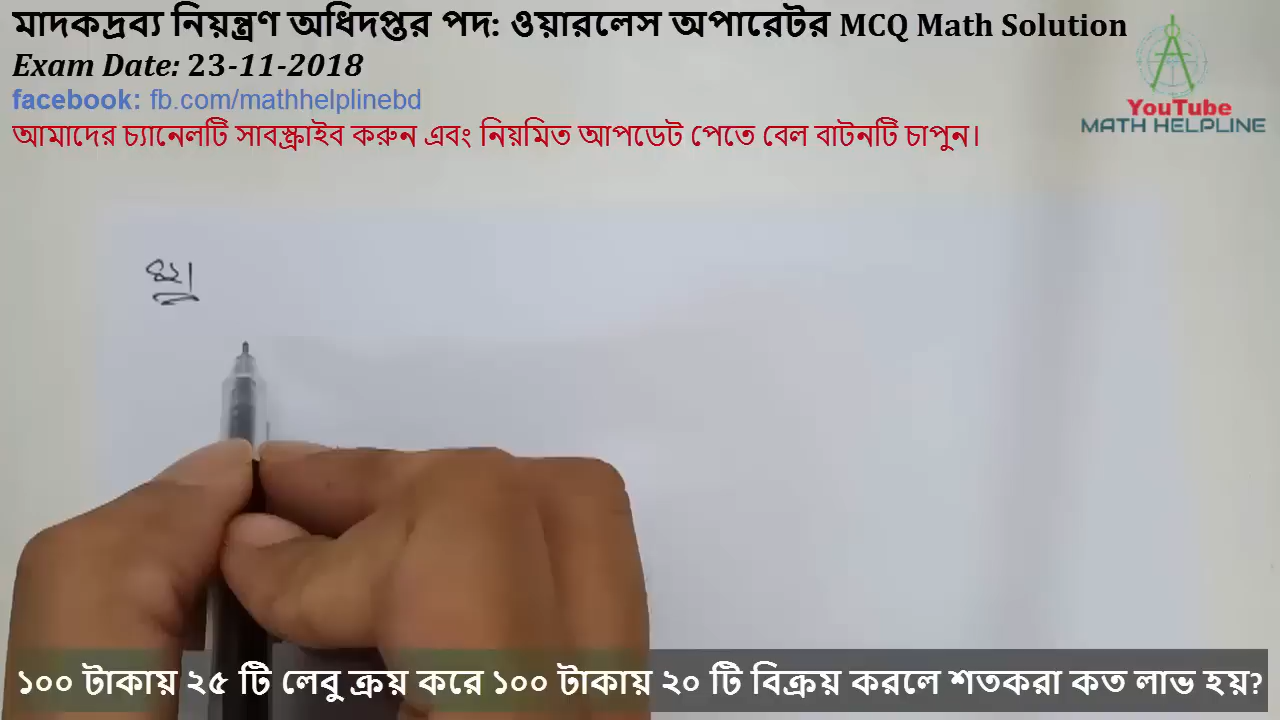 মাদকদ্রব্য নিয়ন্ত্রণ অধিদপ্তর পদ: ওয়ারলেস অপারেটর MCQ Math Solution
Exam Date: 23-11-2018
facebook: fb.com/mathhelplinebd
আমাদের চ্যানেলটি সাবস্ক্রাইব করুন এবং নিয়মিত আপডেট পেতে বেল বাটনটি চাপুন।
YouTube
MATH HELPLINE
৪২।
১০০ টাকায় ২৫ টি লেবু ক্রয় করে ১০০ টাকায় ২০ টি বিক্রয় করলে শতকরা কত লাভ হয়?